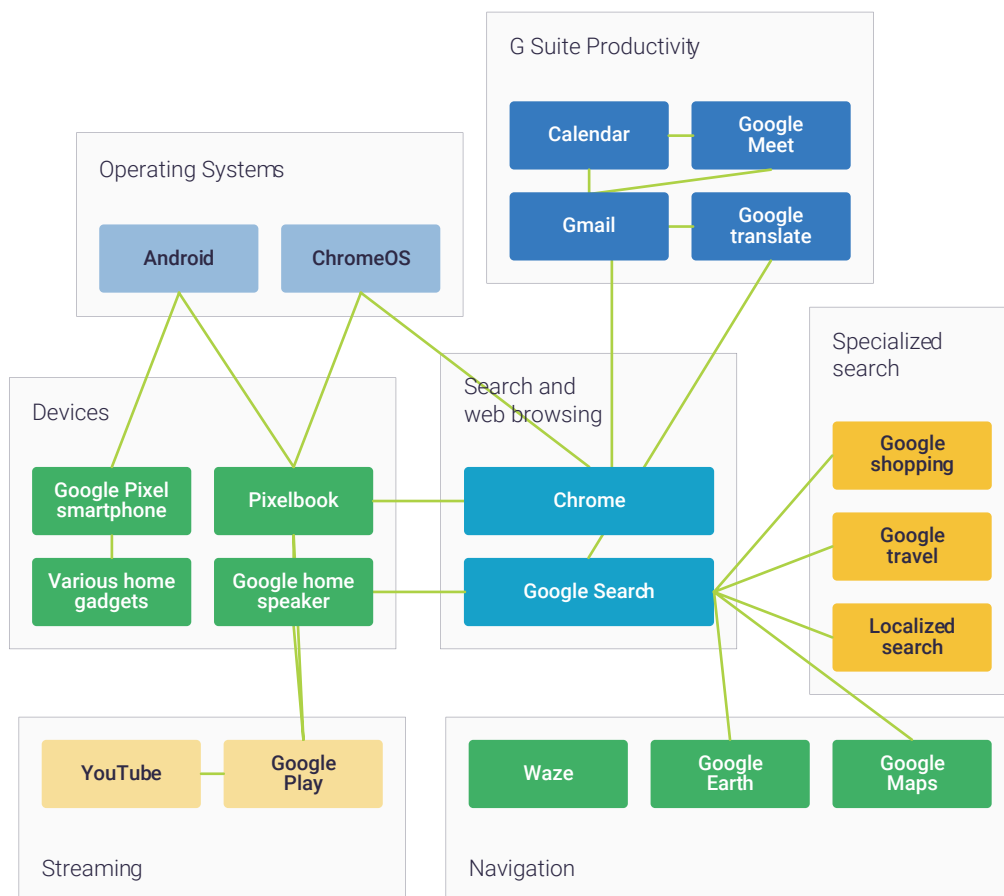 G Suite Productivity
Calendar
Google
Meet
Gmail
Google
translate
Operating Systems
Android
ChromeOS
Specialized
search
Google
shopping
Google
travel
Localized
search
Devices
Google Pixel
smartphone
Pixelbook
Various home
gadgets
Google home
speaker
Search and
web browsing
Chrome
Google Search
YouTube
Google
Play
Streaming
Waze
Google
Earth
Google
Maps
Navigation